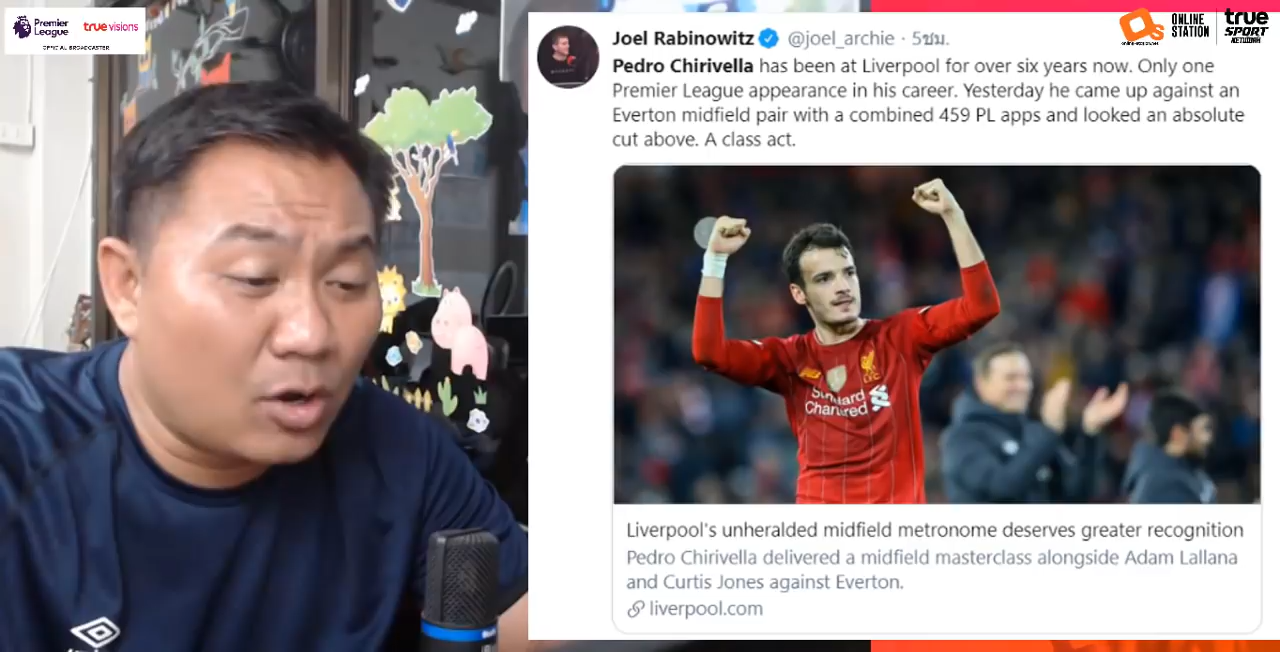 Premier League
true visions
OFFICIAL BROADCASTER
ONLINE STATION
true SPORT NETWORK
Joel Rabinowitz @joel_archie · 5ชม.
Pedro Chirivella has been at Liverpool for over six years now. Only one
Premier League appearance in his career. Yesterday he came up against an
Everton midfield pair with a combined 459 PL apps and looked an absolute
cut above. A class act.
Standard
Chartered
Liverpool's unheralded midfield metronome deserves greater recognition
Pedro Chirivella delivered a midfield masterclass alongside Adam Lallana
and Curtis Jones against Everton.
liverpool.com